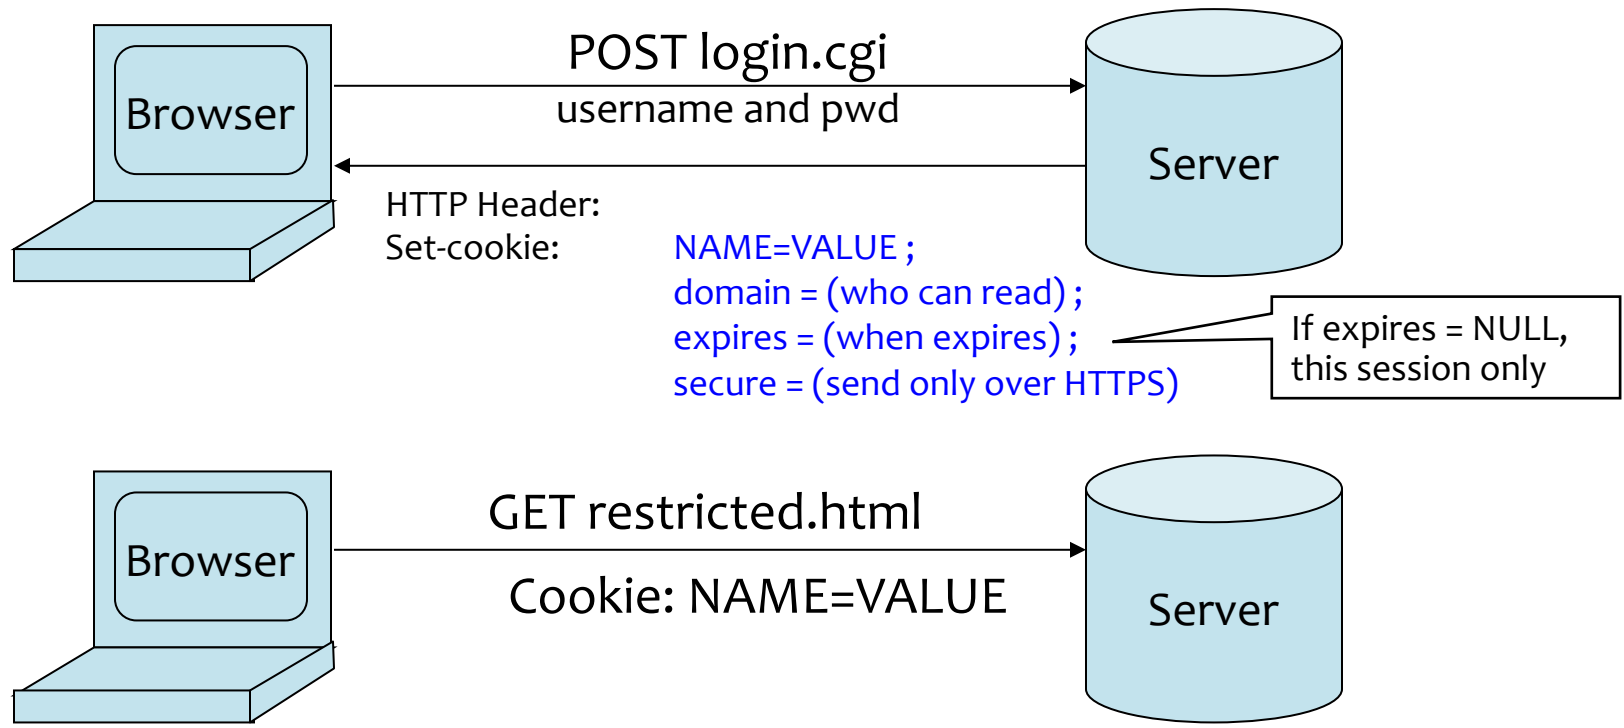 POST login.cgi
Browser
username and pwd
Server
HTTP Header:
Set-cookie: NAME=VALUE ;
domain = (who can read) ;
expires = (when expires) ;
secure = (send only over HTTPS)
If expires = NULL,
this session only
GET restricted.html
Browser
Cookie: NAME=VALUE
Server